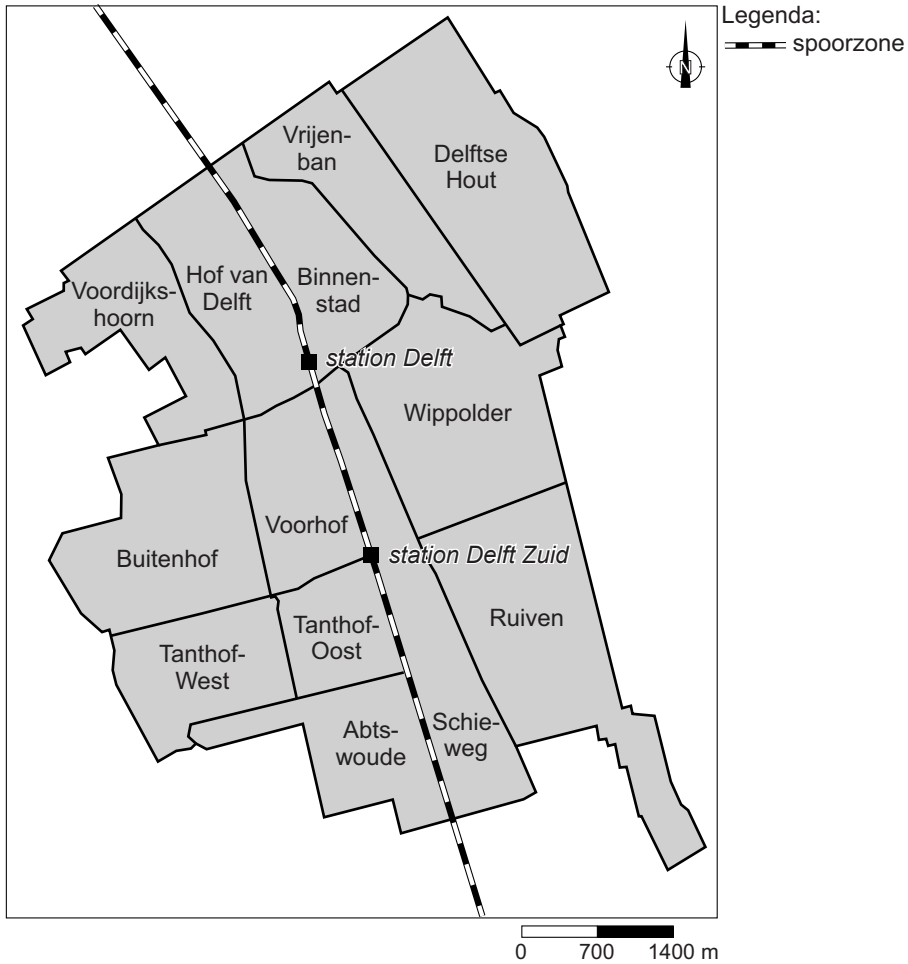 Legenda:
spoorzone
N
Vrijen-
ban
Delftse
Hout
Voordijks-
hoorn
Hof van
Delft
Binnen-
stad
station Delft
Wippolder
Voorhof
Buitenhof
station Delft Zuid
Ruiven
Tanthof-
Oost
Tanthof-
West
Abts-
woude
Schie-
weg
0 700 1400 m